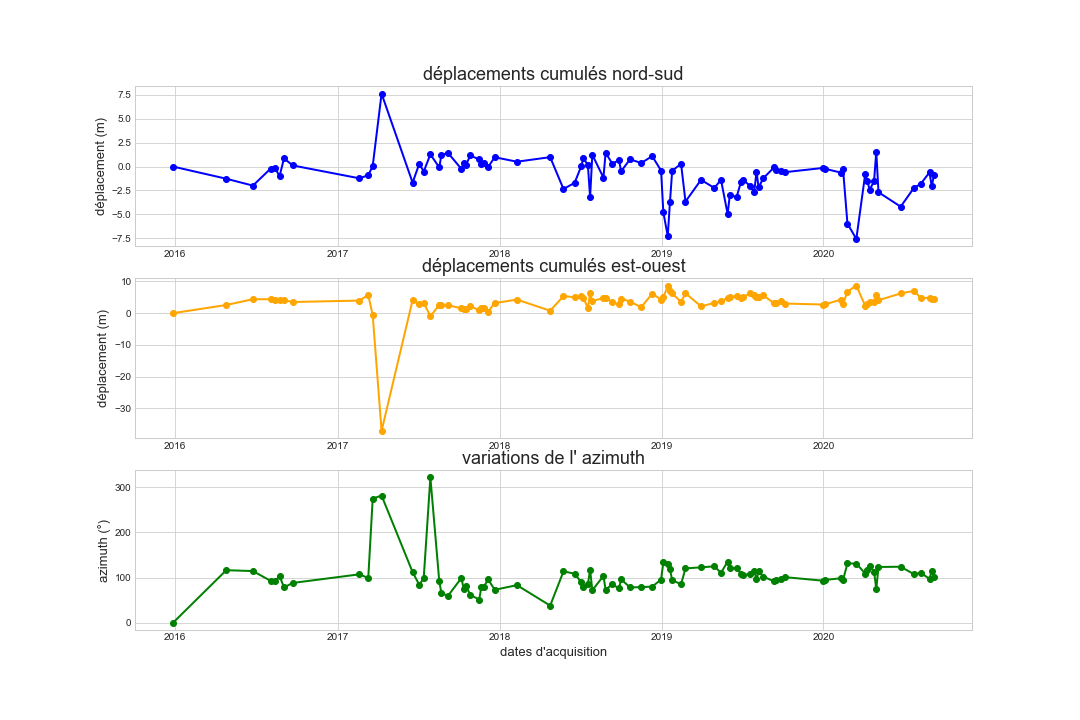 déplacements cumulés nord-sud
7.5
5.0
2.5
0.0
−2.5
−5.0
−7.5
déplacement (m)
2016 2017 2018 2019 2020
déplacements cumulés est-ouest
10
0
−10
−20
−30
déplacement (m)
2016 2017 2018 2019 2020
variations de l' azimuth
300
200
100
0
azimuth (°)
2016 2017 2018 2019 2020
dates d'acquisition